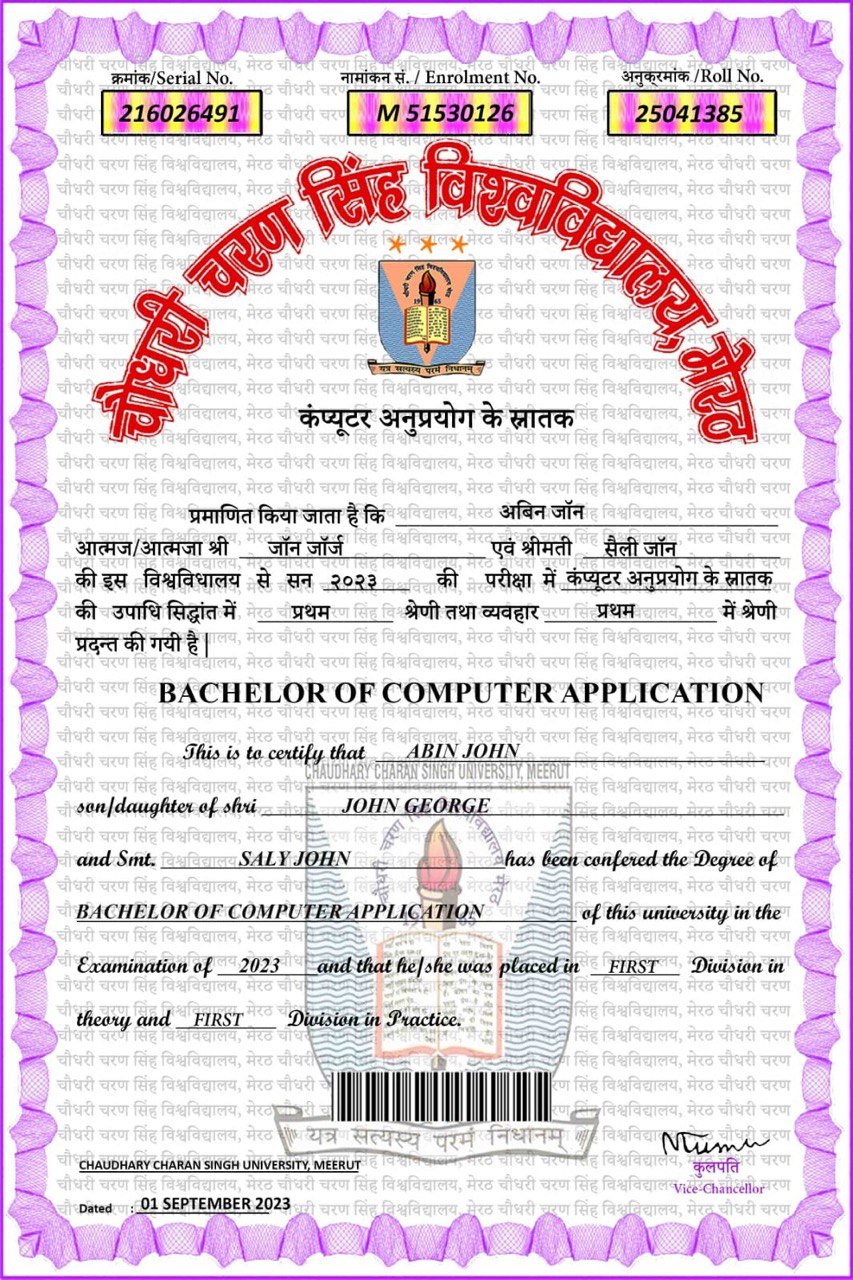 क्रमांक/Serial No. नामांकन सं. / Enrolment No. अनुक्रमांक /Roll No.
216026491 M 51530126 25041385
चौधरी चरण सिंह विश्वविद्यालय, मेरठ
चौधरी चरण सिंह विश्वविद्यालय मेरठ
1965
यत्र सत्यस्य परमं निधानम्
कंप्यूटर अनुप्रयोग के स्नातक
प्रमाणित किया जाता है कि अबिन जॉन
आत्मज/आत्मजा श्री जॉन जॉर्ज एवं श्रीमती सैली जॉन
की इस विश्वविधालय से सन २०२३ की परीक्षा में कंप्यूटर अनुप्रयोग के स्नातक
की उपाधि सिद्धांत में प्रथम श्रेणी तथा व्यवहार प्रथम में श्रेणी
प्रदन्त की गयी है |
BACHELOR OF COMPUTER APPLICATION
This is to certify that ABIN JOHN
CHAUDHARY CHARAN SINGH UNIVERSITY, MEERUT
son/daughter of shri JOHN GEORGE
and Smt. SALY JOHN has been confered the Degree of
BACHELOR OF COMPUTER APPLICATION of this university in the
Examination of 2023 and that he/she was placed in FIRST Division in
theory and FIRST Division in Practice.
यत्र सत्यस्य परमं निधानम्
CHAUDHARY CHARAN SINGH UNIVERSITY, MEERUT
कुलपति
Vice-Chancellor
Dated : 01 SEPTEMBER 2023